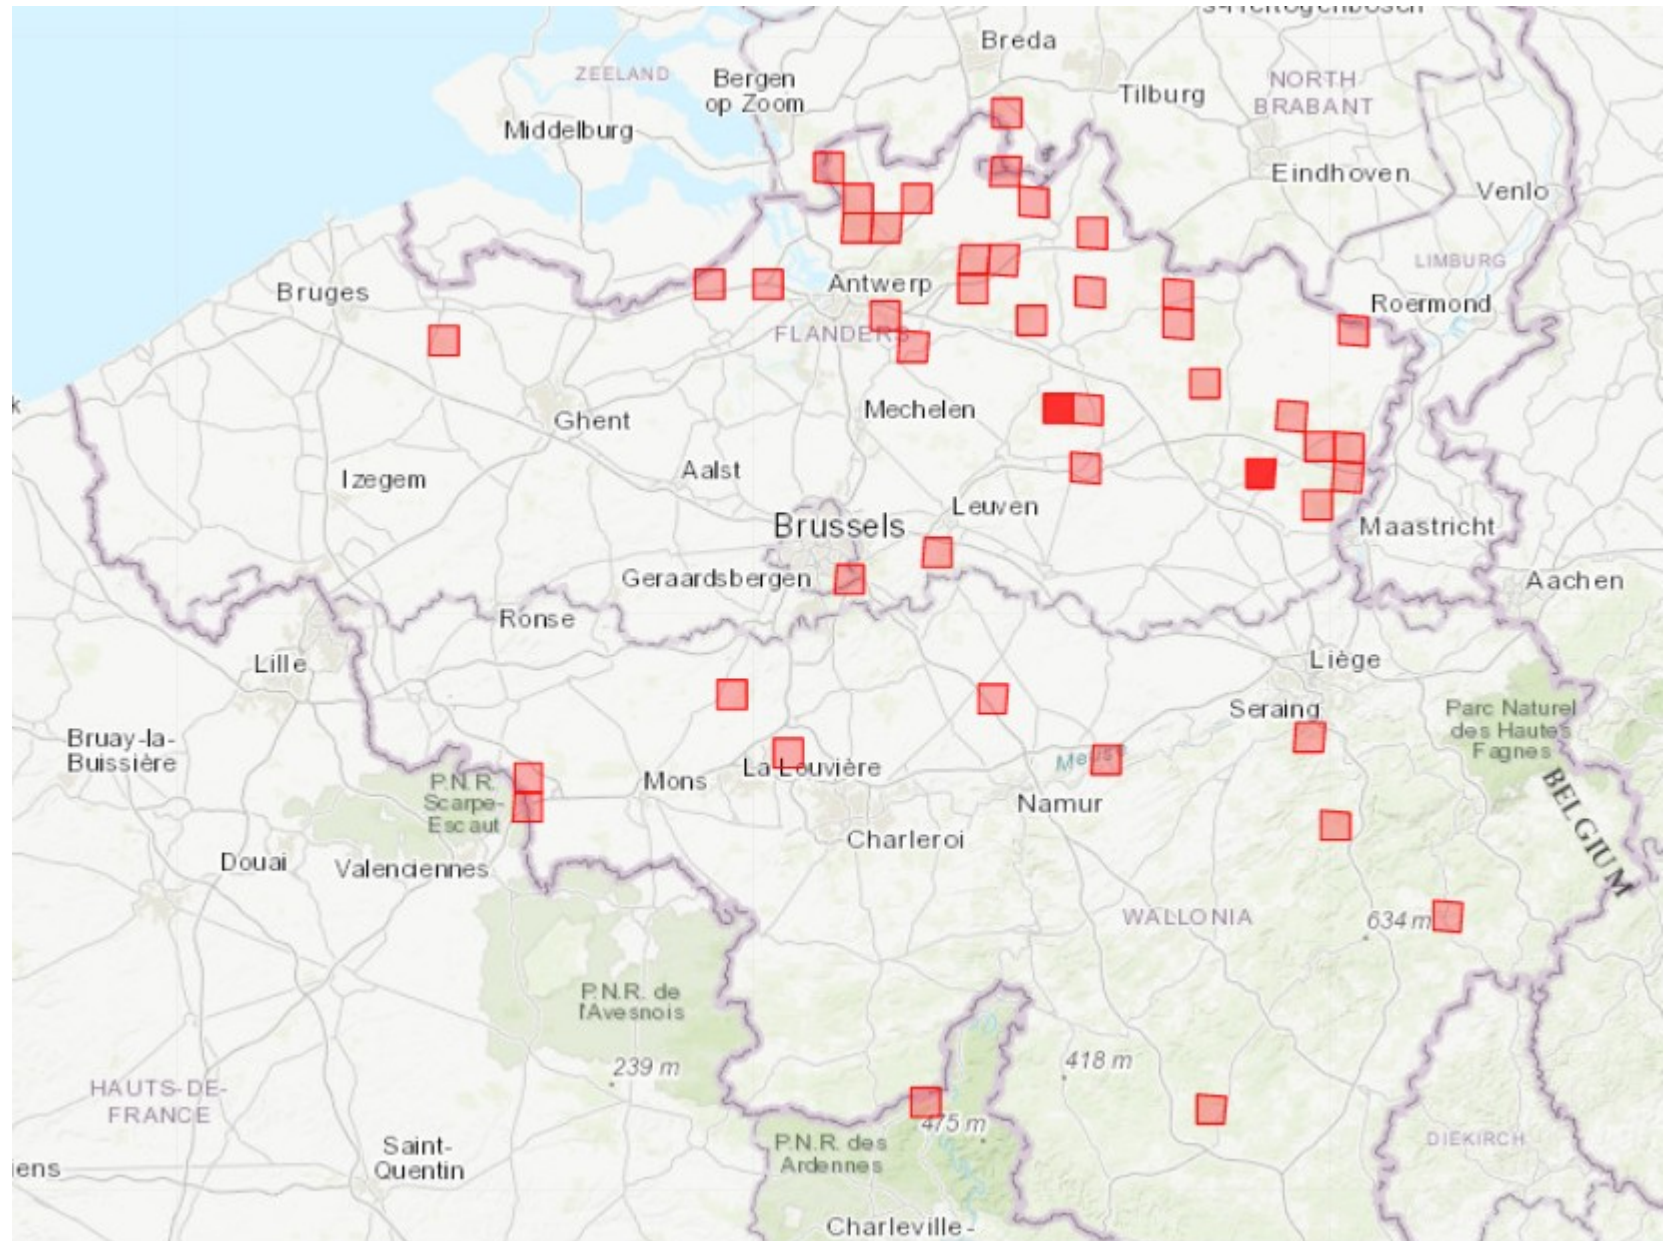 s-Hertogenbosch
Breda
ZEELAND
Bergen
op Zoom
Tilburg
NORTH
BRABANT
Middelburg
Eindhoven
Venlo
LIMBURG
Bruges
Antwerp
Roermond
FLANDERS
k
Ghent
Mechelen
Izegem
Aalst
Leuven
Brussels
Maastricht
Geraardsbergen
Aachen
Ronse
Lille
Liège
Seraing
Parc Naturel
des Hautes
Fagnes
Bruay-la-
Buissière
P.N.R.
Scarpe-
Escaut
Mons
La Louvière
Meuse
Namur
BELGIUM
Charleroi
Douai
Valenciennes
WALLONIA
634 m
P.N.R. de
l'Avesnois
239 m
418 m
HAUTS-DE-
FRANCE
475 m
P.N.R. des
Ardennes
DIEKIRCH
Saint-
Quentin
iens
Charleville-